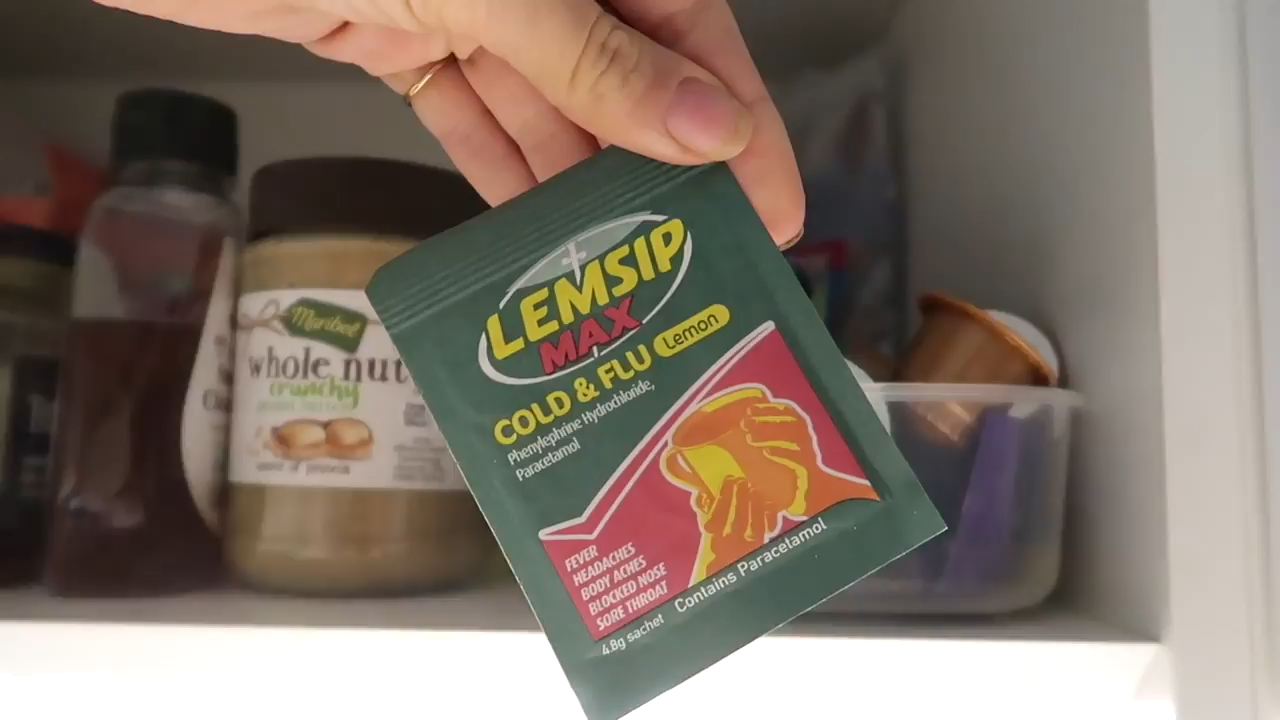 LEMSIP
MAX
COLD & FLU Lemon
Phenylephrine Hydrochloride,
Paracetamol
FEVER
HEADACHES
BODY ACHES
BLOCKED NOSE
SORE THROAT
Contains Paracetamol
4.8g sachet
Maribel
whole nut
crunchy